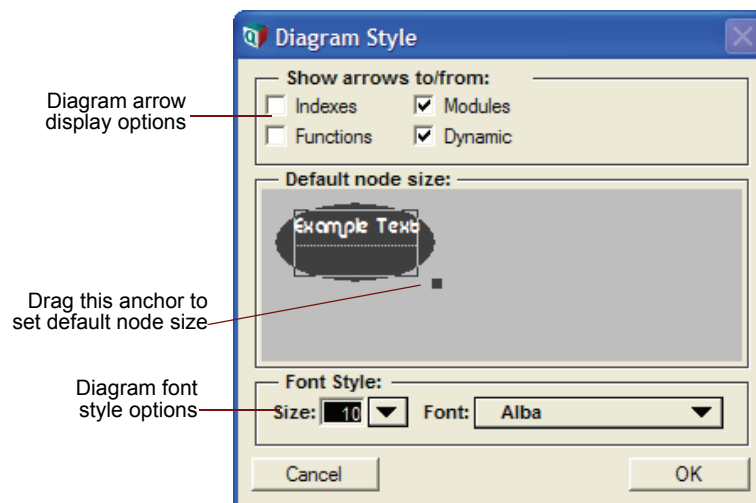 Diagram Style
Show arrows to/from:
Diagram arrow
display options
Indexes
Modules
Functions
Dynamic
Default node size:
Example Text
Drag this anchor to
set default node size
Diagram font
style options
Font Style:
Size: 10
Font: Alba
Cancel
OK